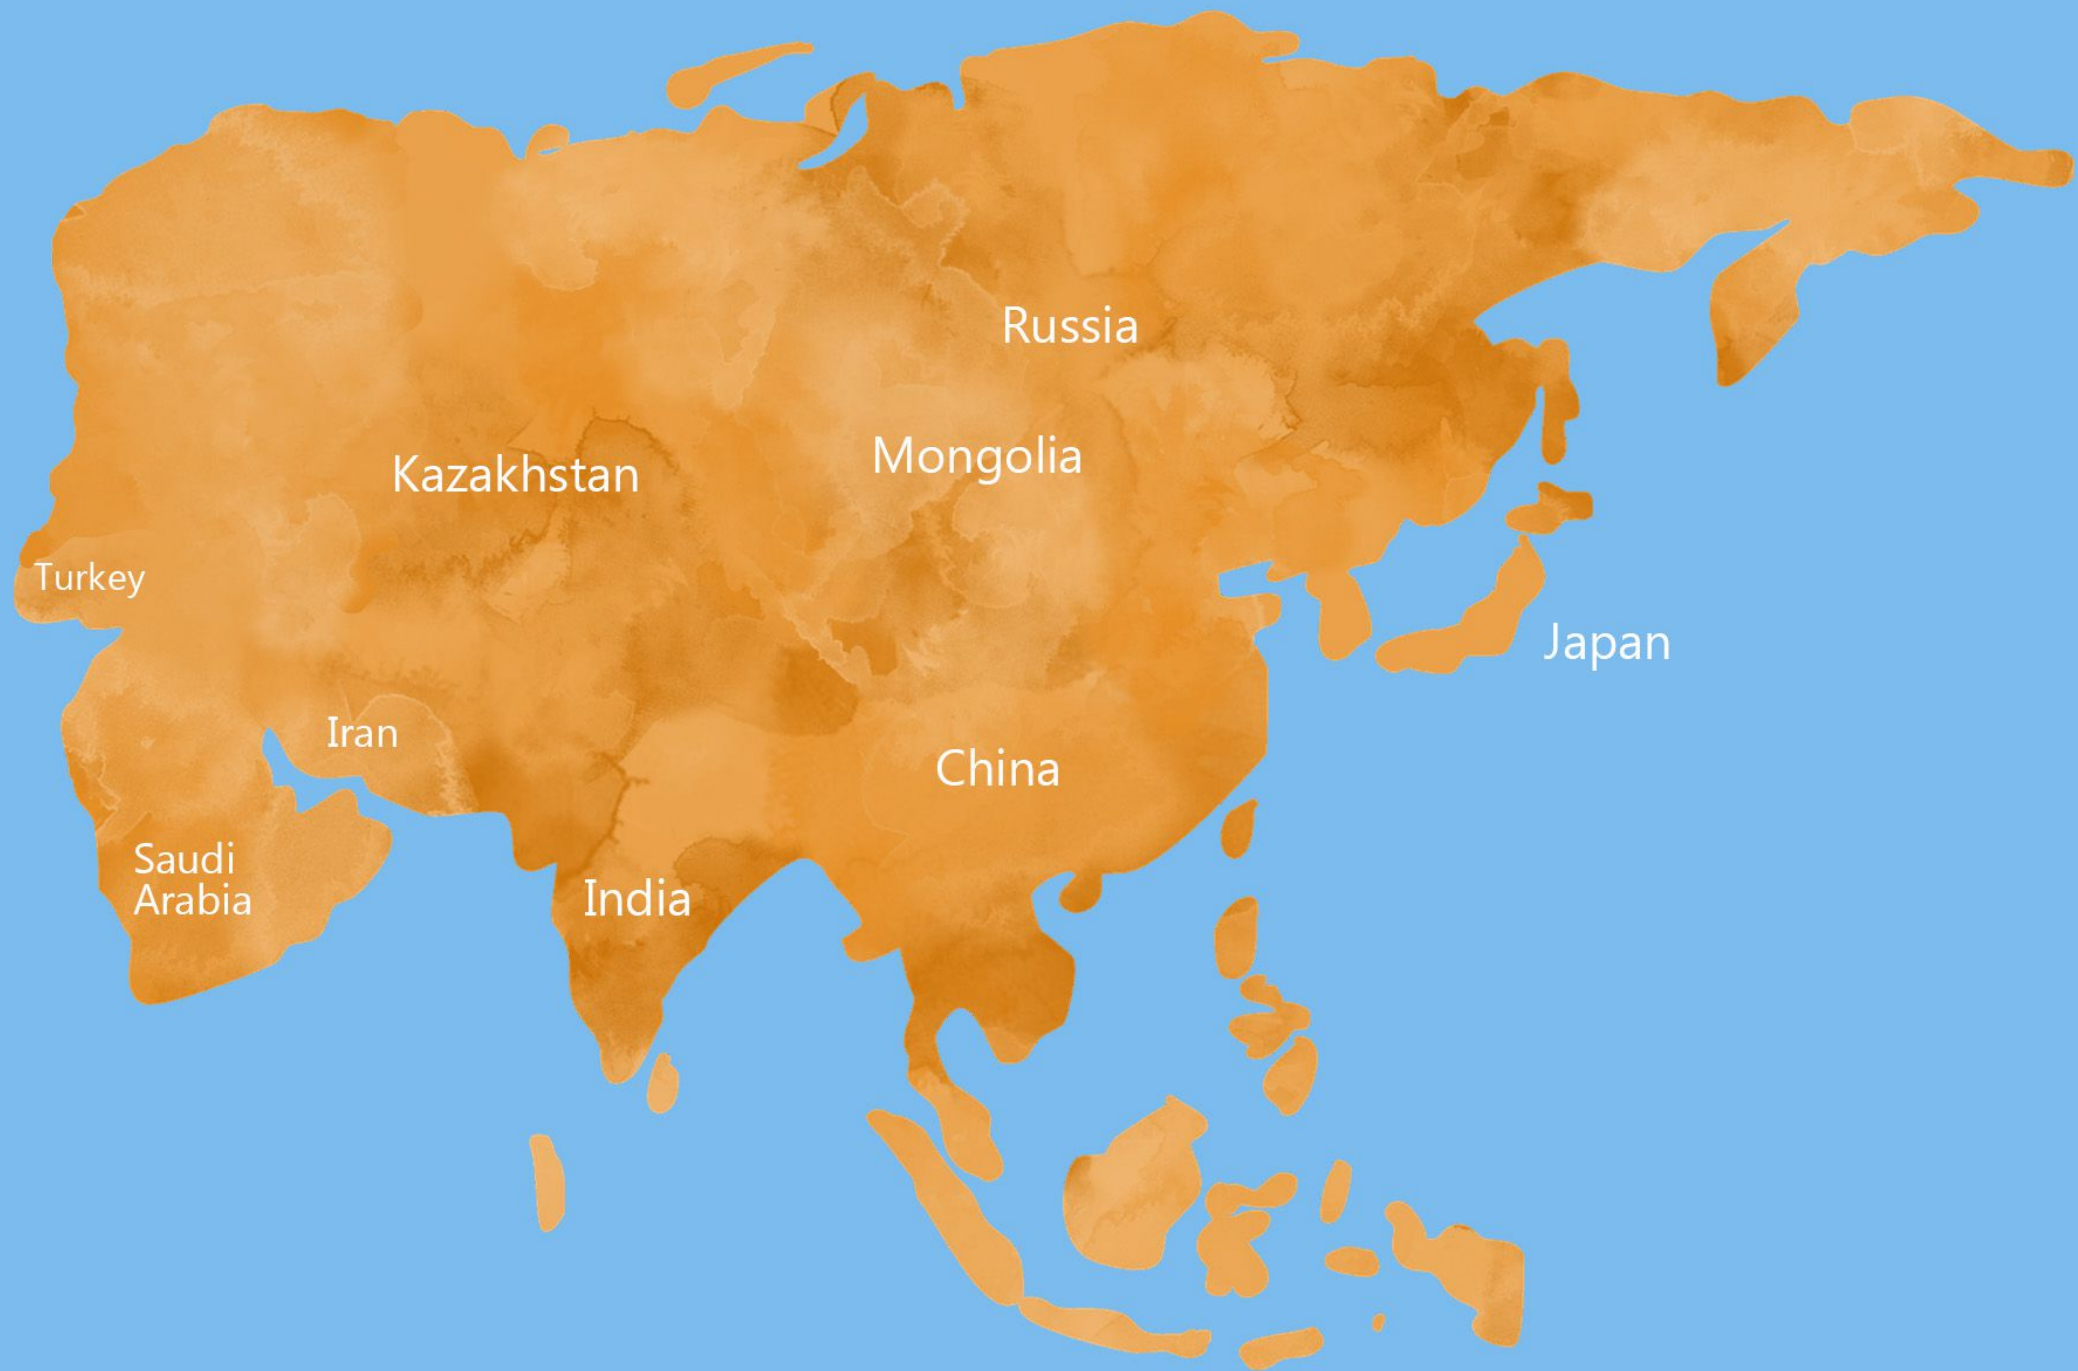 Russia
Mongolia
Kazakhstan
Turkey
Japan
Iran
China
Saudi
Arabia
India